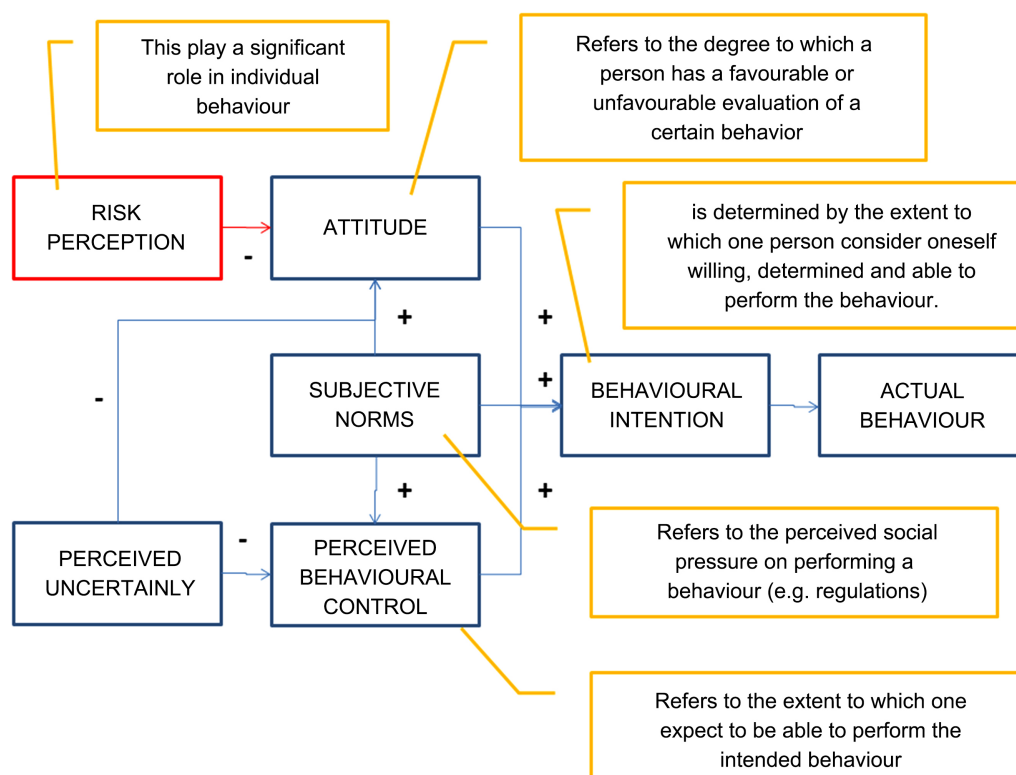 This play a significant
role in individual
behaviour
Refers to the degree to which a
person has a favourable or
unfavourable evaluation of a
certain behavior
RISK
PERCEPTION
-
ATTITUDE
is determined by the extent to
which one person consider oneself
willing, determined and able to
perform the behaviour.
+
+
-
SUBJECTIVE
NORMS
+
BEHAVIOURAL
INTENTION
ACTUAL
BEHAVIOUR
+
+
PERCEIVED
UNCERTAINLY
-
PERCEIVED
BEHAVIOURAL
CONTROL
Refers to the perceived social
pressure on performing a
behaviour (e.g. regulations)
Refers to the extent to which one
expect to be able to perform the
intended behaviour